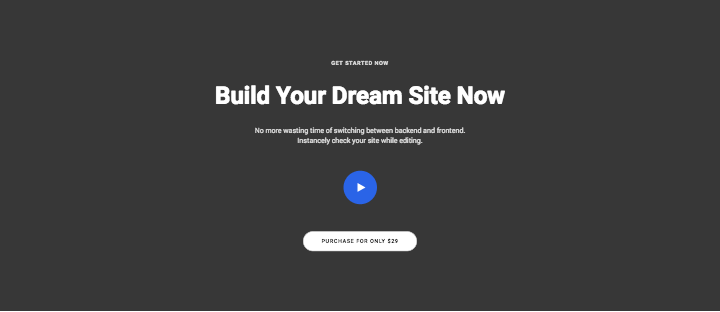 GET STARTED NOW
Build Your Dream Site Now
No more wasting time of switching between backend and frontend.
Instancely check your site while editing.
PURCHASE FOR ONLY $29